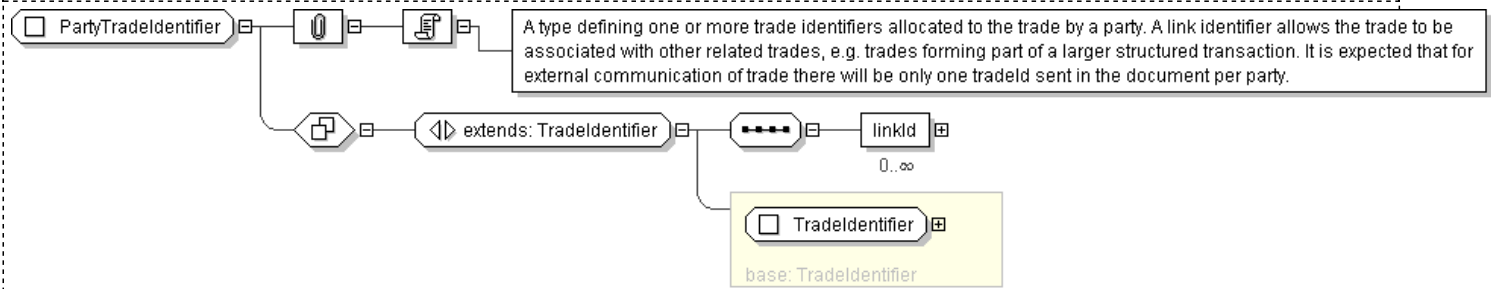 PartyTradeIdentifier
A type defining one or more trade identifiers allocated to the trade by a party. A link identifier allows the trade to be
associated with other related trades, e.g. trades forming part of a larger structured transaction. It is expected that for
external communication of trade there will be only one tradeId sent in the document per party.
extends: TradeIdentifier
linkId
0..∞
TradeIdentifier
base: TradeIdentifier